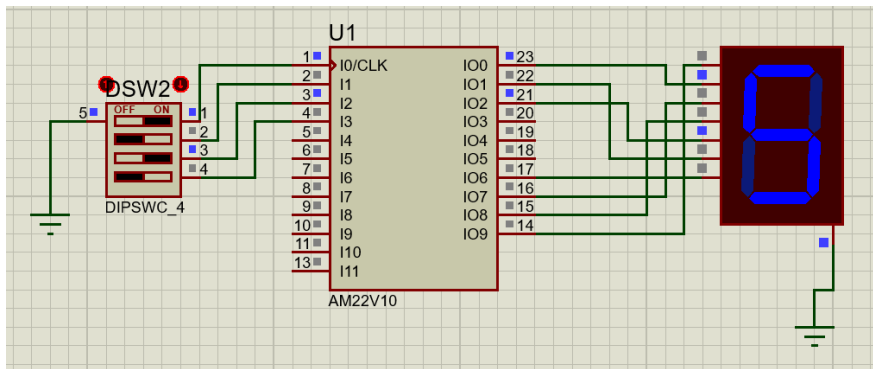 U1
DSW2
OFF ON
5
1
2
3
4
DIPSWC_4
1 I0/CLK IO0 23
2 I1 IO1 22
3 I2 IO2 21
4 I3 IO3 20
5 I4 IO4 19
6 I5 IO5 18
7 I6 IO6 17
8 I7 IO7 16
9 I8 IO8 15
10 I9 IO9 14
11 I10
13 I11
AM22V10